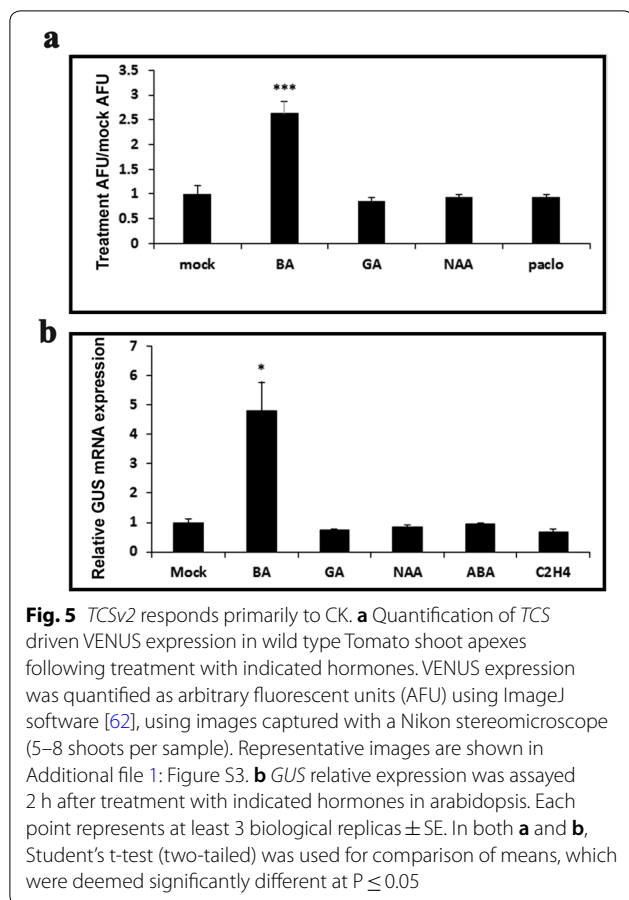 a
Treatment AFU/mock AFU
3.5
3
2.5
2
1.5
1
0.5
0
***
mock BA GA NAA paclo
b
Relative GUS mRNA expression
7
6
5
4
3
2
1
0
*
Mock BA GA NAA ABA C2H4
Fig. 5 TCSv2 responds primarily to CK. a Quantification of TCS
driven VENUS expression in wild type Tomato shoot apexes
following treatment with indicated hormones. VENUS expression
was quantified as arbitrary fluorescent units (AFU) using ImageJ
software [62], using images captured with a Nikon stereomicroscope
(5–8 shoots per sample). Representative images are shown in
Additional file 1: Figure S3. b GUS relative expression was assayed
2 h after treatment with indicated hormones in arabidopsis. Each
point represents at least 3 biological replicas ± SE. In both a and b,
Student's t-test (two-tailed) was used for comparison of means, which
were deemed significantly different at P ≤ 0.05